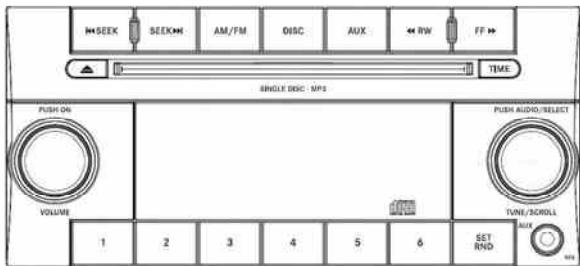 ⏮ SEEK
SEEK ⏭
AM/FM
DISC
AUX
◀◀ RW
FF ▶▶
TIME
SINGLE DISC · MP3
PUSH ON
PUSH AUDIO/SELECT
VOLUME
TUNE/SCROLL
1
2
3
4
5
6
SET
RND
AUX